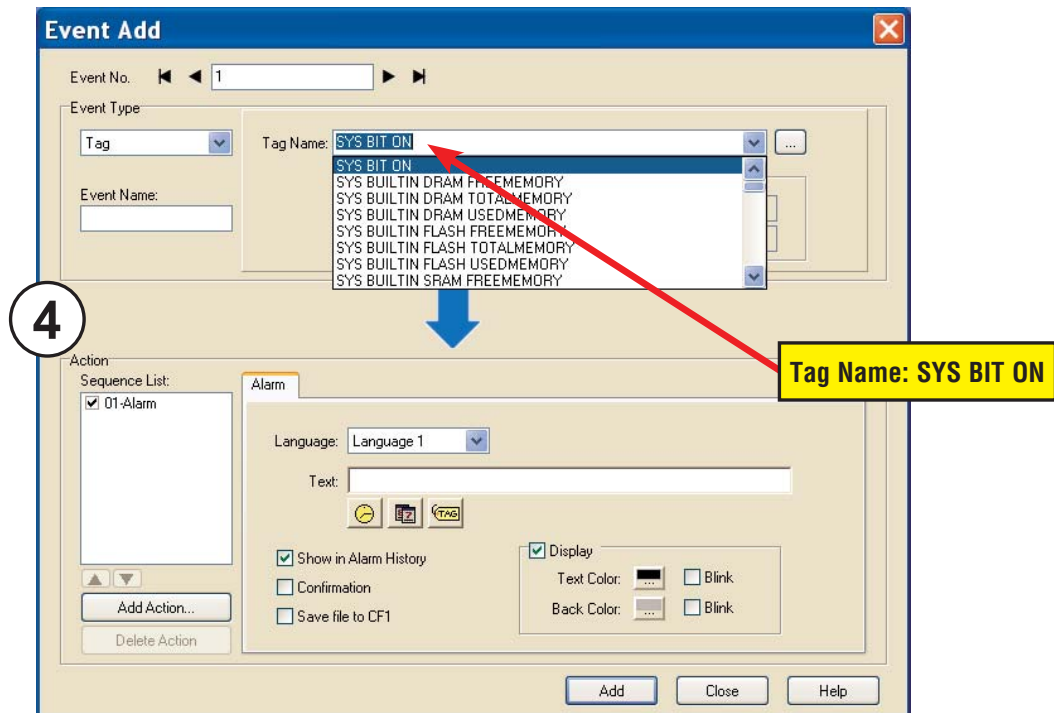 Event Add
Event No. 1
Event Type
Tag
Tag Name: SYS BIT ON ...
SYS BIT ON
SYS BUILTIN DRAM FREEMEMORY
SYS BUILTIN DRAM TOTALMEMORY
SYS BUILTIN DRAM USEDMEMORY
SYS BUILTIN FLASH FREEMEMORY
SYS BUILTIN FLASH TOTALMEMORY
SYS BUILTIN FLASH USEDMEMORY
SYS BUILTIN SRAM FREEMEMORY
Event Name:
4
Tag Name: SYS BIT ON
Action
Sequence List:
01-Alarm
Alarm
Language: Language 1
Text:
TAG
Show in Alarm History
Confirmation
Save file to CF1
Display
Text Color: ... Blink
Back Color: ... Blink
Add Action...
Delete Action
Add Close Help